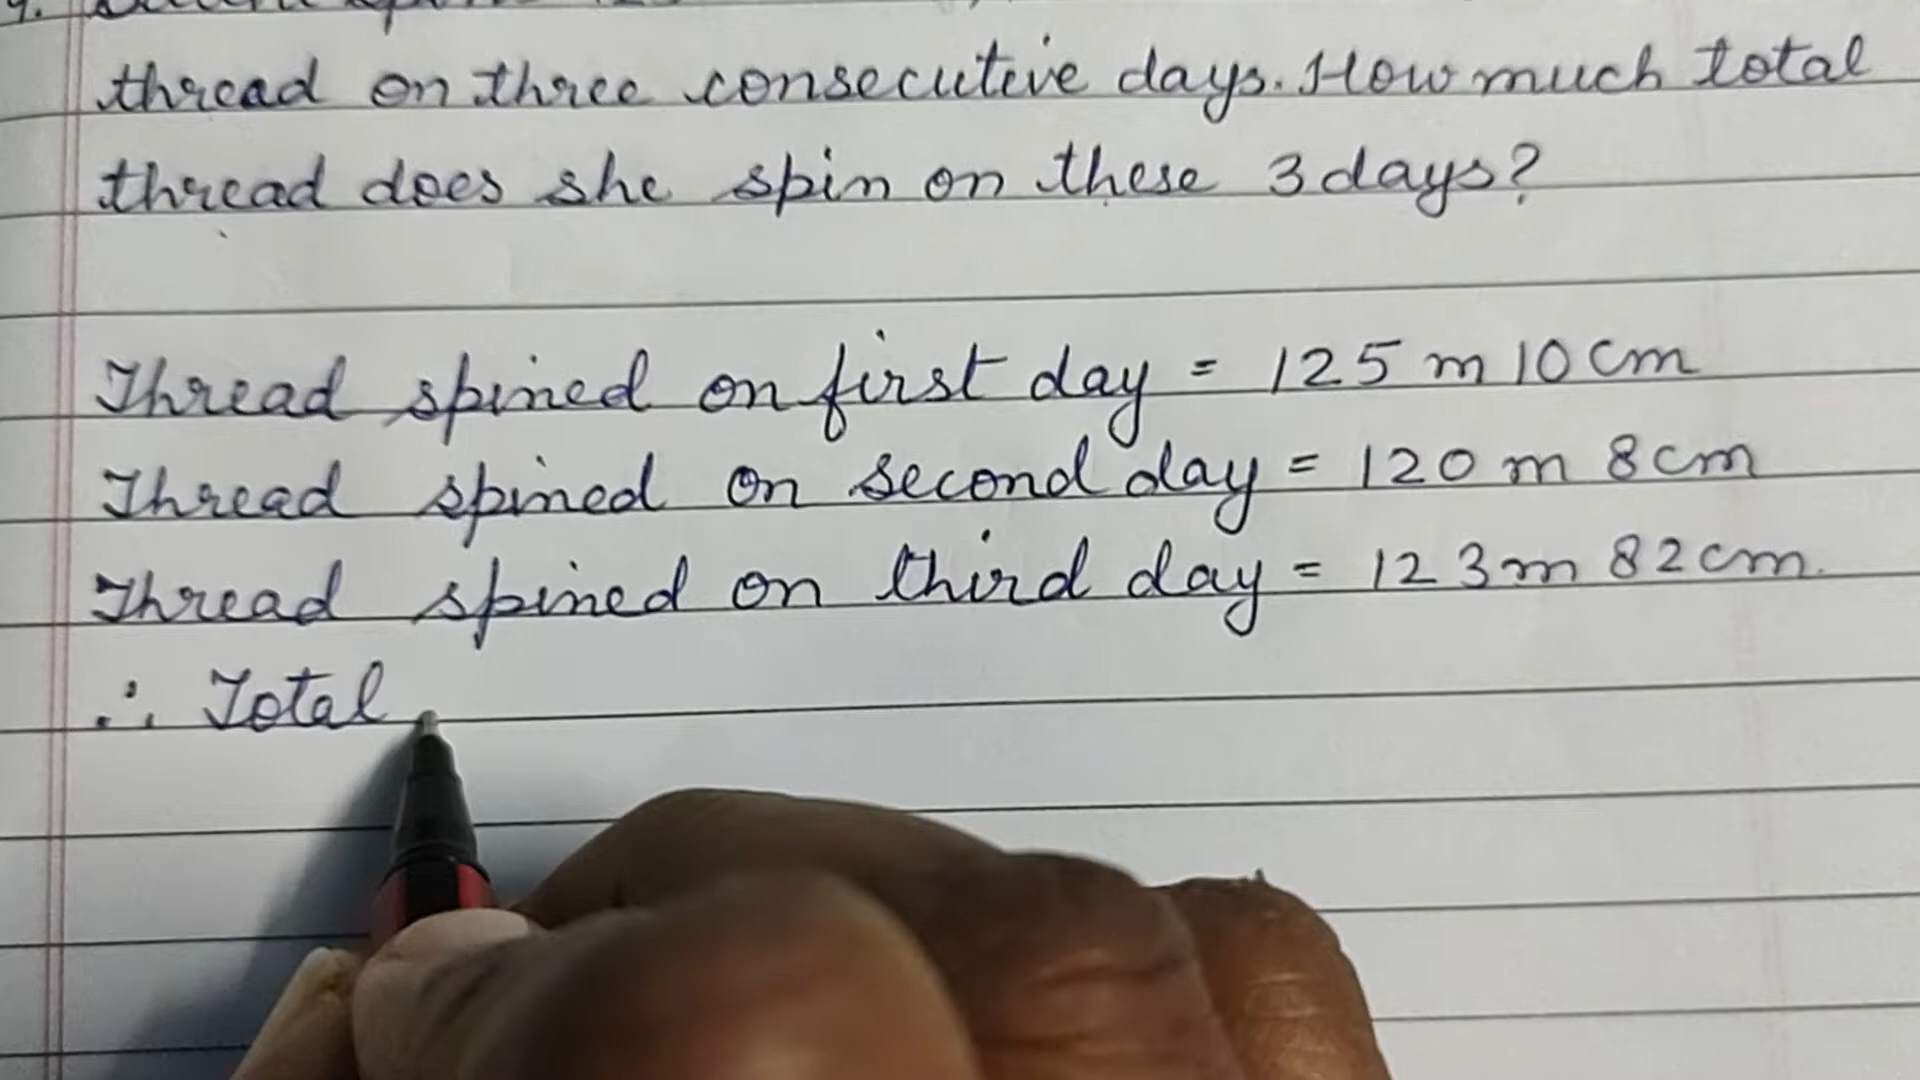 thread on three consecutive days. How much total
thread does she spin on these 3 days?
Thread spined on first day = 125 m 10 cm
Thread spined on second day = 120 m 8 cm
Thread spined on third day = 123 m 82 cm.
∴ Total